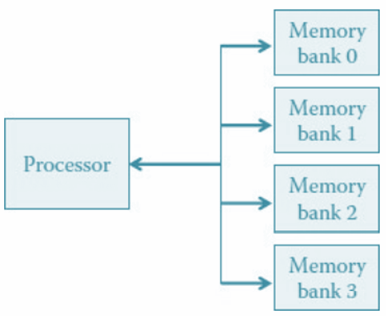 Memory
bank 0
Memory
bank 1
Processor
Memory
bank 2
Memory
bank 3